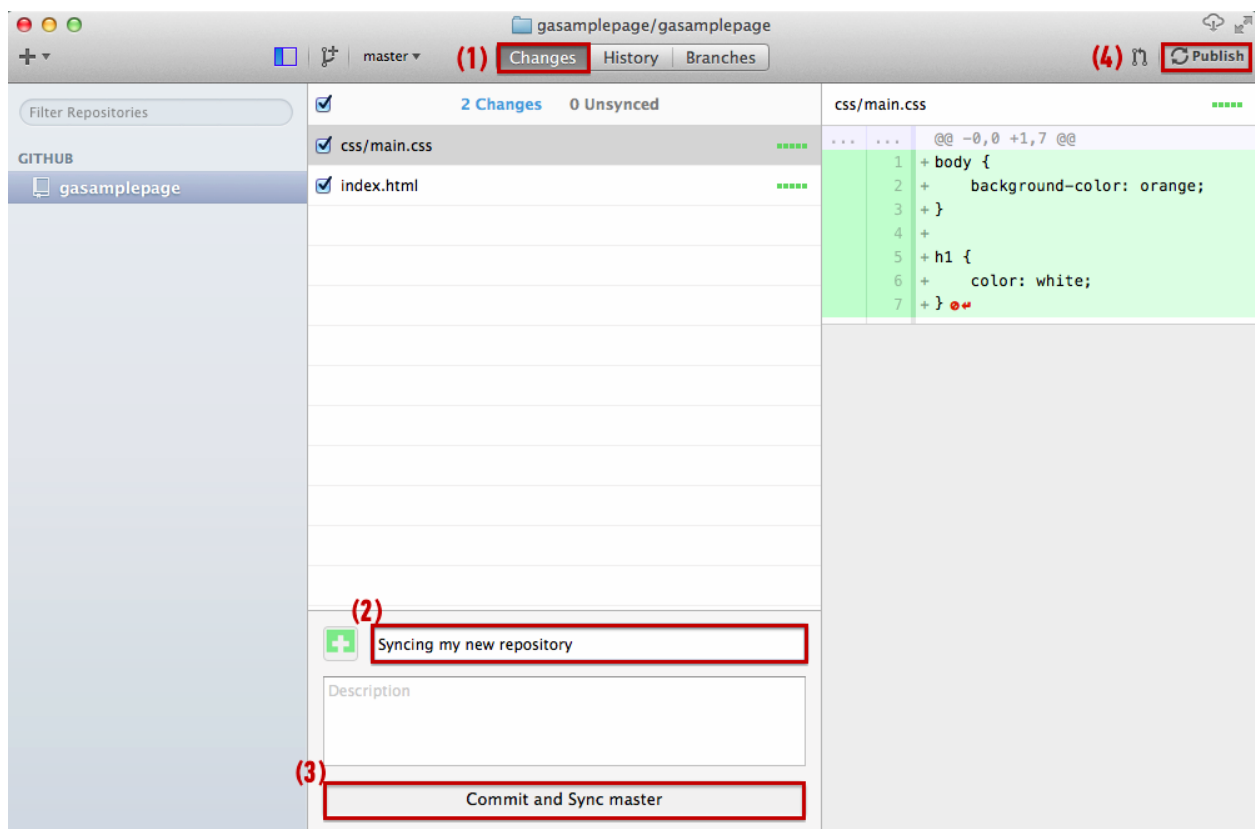 gasamplepage/gasamplepage
master
(1)
Changes
History
Branches
(4)
Publish
Filter Repositories
GITHUB
gasamplepage
2 Changes 0 Unsynced
css/main.css
index.html
(2)
Syncing my new repository
Description
(3)
Commit and Sync master
css/main.css
... ... @@ -0,0 +1,7 @@
1 + body {
2 + background-color: orange;
3 + }
4 +
5 + h1 {
6 + color: white;
7 + }